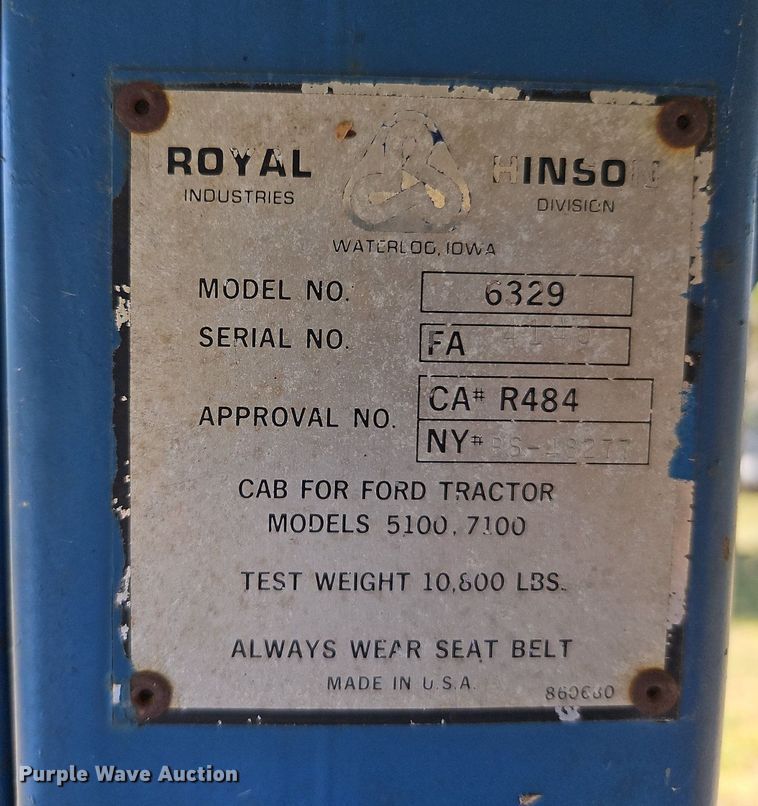 ROYAL HINSON
INDUSTRIES DIVISION
WATERLOO, IOWA
MODEL NO. 6329
SERIAL NO. FA
APPROVAL NO. CA# R484
NY#
CAB FOR FORD TRACTOR
MODELS 5100, 7100
TEST WEIGHT 10,800 LBS.
ALWAYS WEAR SEAT BELT
MADE IN U.S.A.
Purple Wave Auction